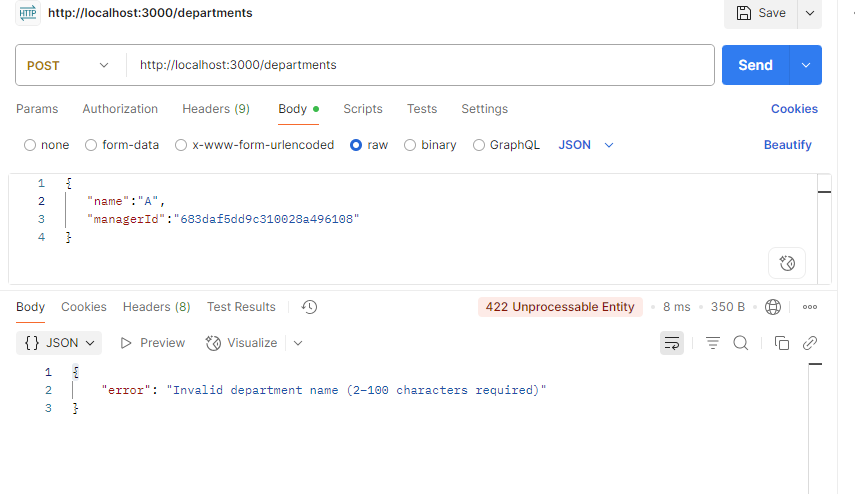 HTTP http://localhost:3000/departments Save
POST http://localhost:3000/departments Send
Params Authorization Headers (9) Body Scripts Tests Settings Cookies
none form-data x-www-form-urlencoded raw binary GraphQL JSON Beautify
1 {
2 "name":"A",
3 "managerId":"683daf5dd9c310028a496108"
4 }
Body Cookies Headers (8) Test Results 422 Unprocessable Entity • 8 ms • 350 B
{} JSON Preview Visualize
1 {
2 "error": "Invalid department name (2–100 characters required)"
3 }